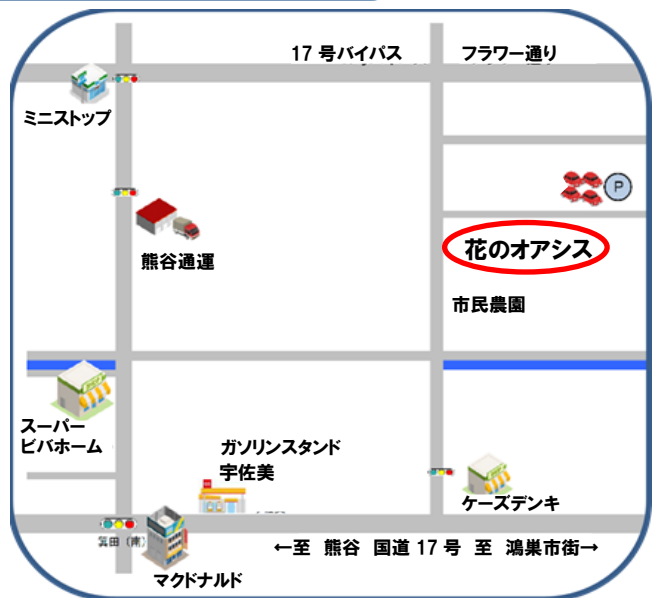 17 号バイパス
フラワー通り
ミニストップ
P
熊谷通運
花のオアシス
市民農園
スーパー
ビバホーム
ガソリンスタンド
宇佐美
ケーズデンキ
箕田（南）
←至 熊谷 国道 17 号 至 鴻巣市街→
マクドナルド